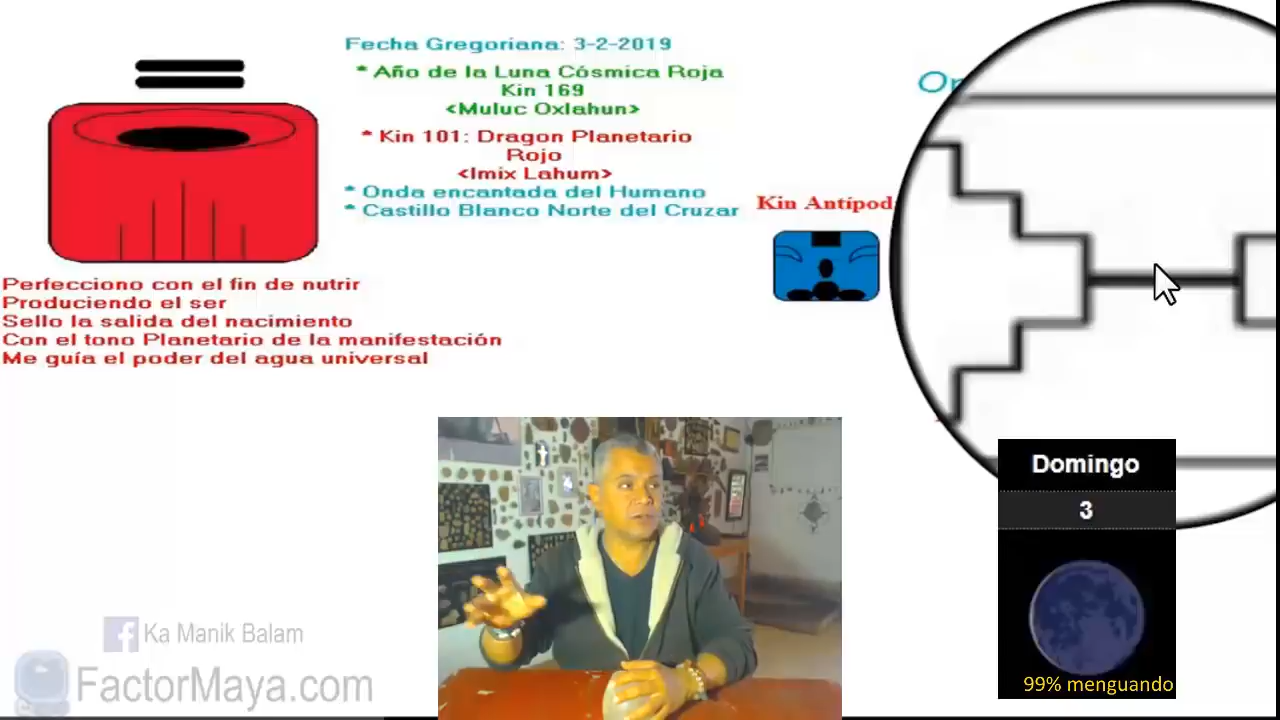 Fecha Gregoriana: 3-2-2019
* Año de la Luna Cósmica Roja
Kin 169
<Muluc Oxlahun>
* Kin 101: Dragon Planetario
Rojo
<Imix Lahum>
* Onda encantada del Humano
* Castillo Blanco Norte del Cruzar
Perfecciono con el fin de nutrir
Produciendo el ser
Sello la salida del nacimiento
Con el tono Planetario de la manifestación
Me guía el poder del agua universal
Kin Antípod
On
Domingo
3
99% menguando
Ka Manik Balam
FactorMaya.com